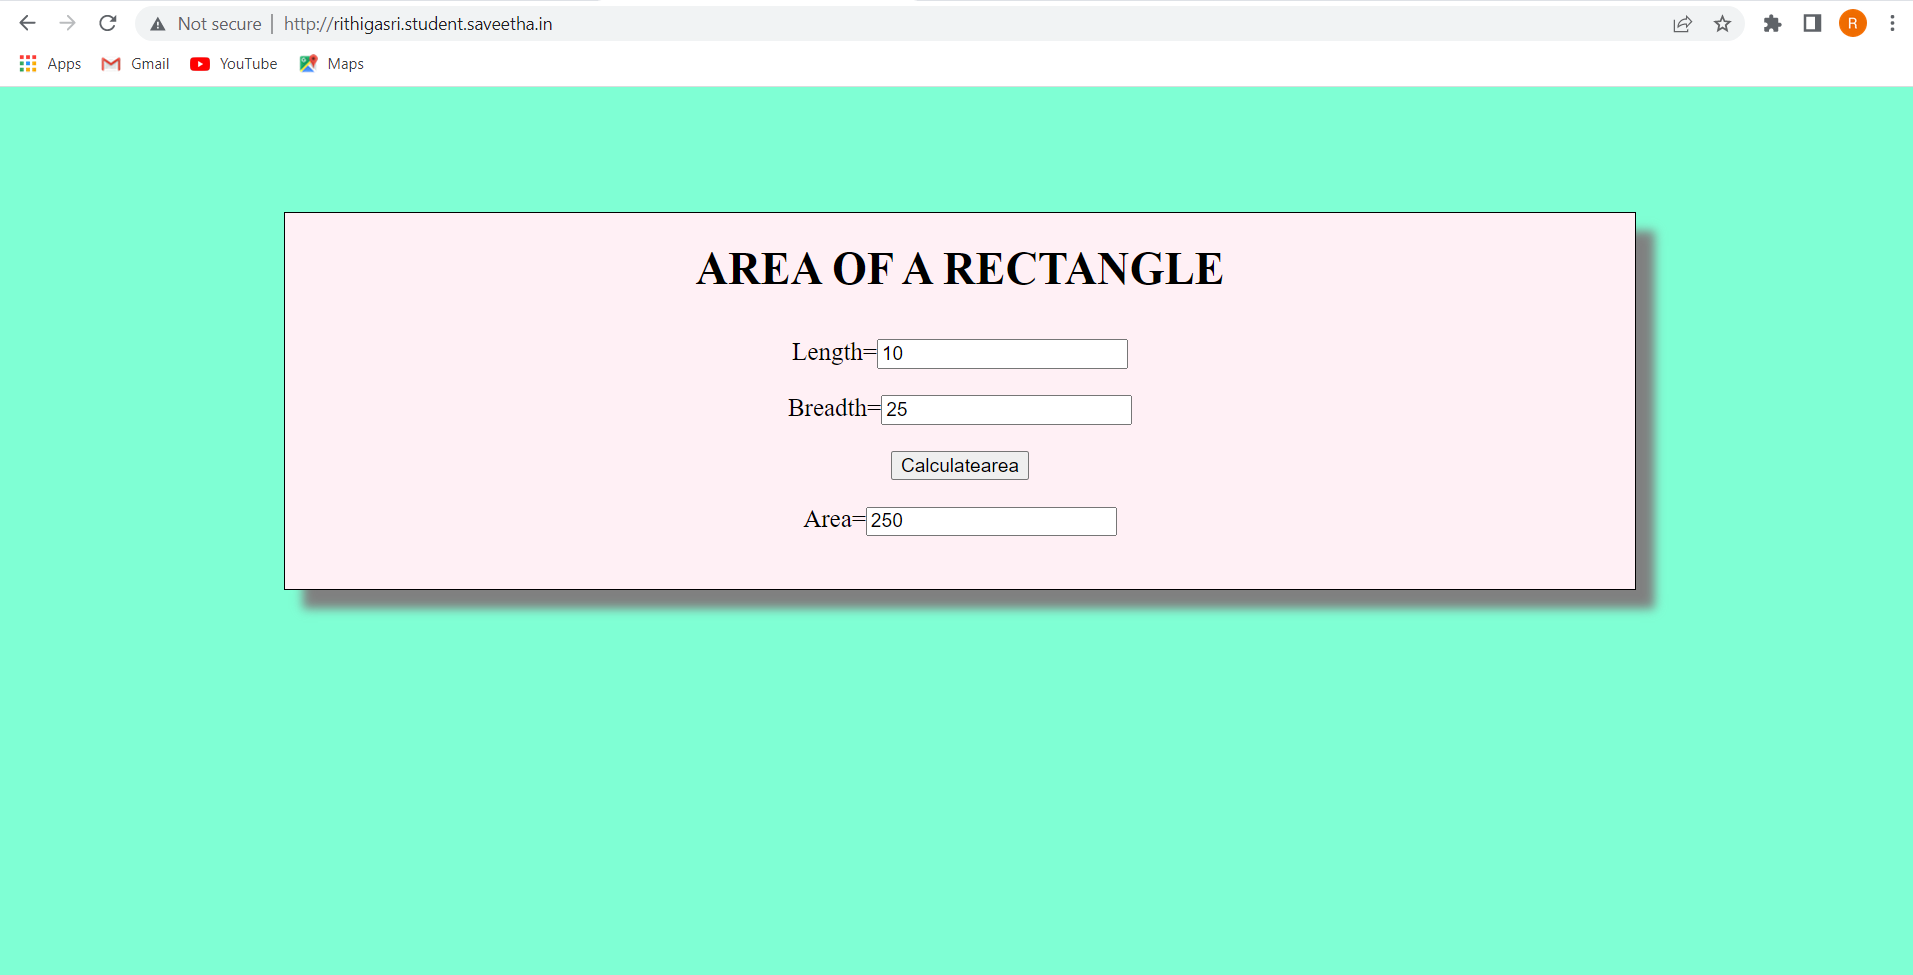 Not secure | http://rithigasri.student.saveetha.in R
Apps Gmail YouTube Maps
AREA OF A RECTANGLE
Length=10
Breadth=25
Calculatearea
Area=250